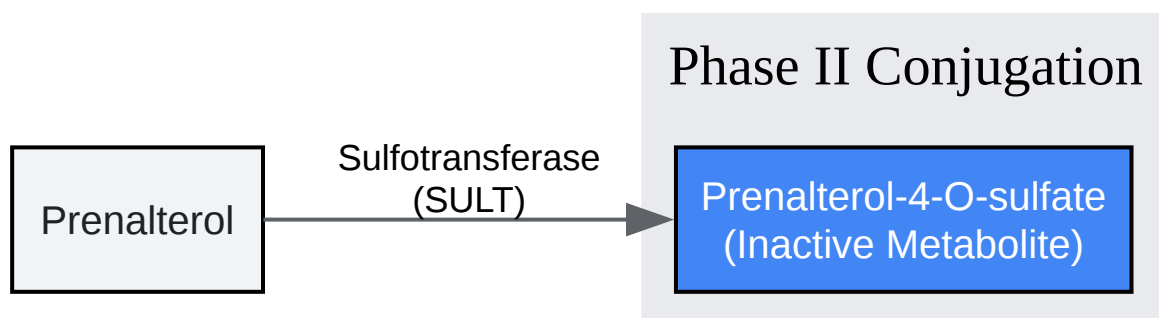 Phase II Conjugation
Prenalterol
Sulfotransferase
(SULT)
Prenalterol-4-O-sulfate
(Inactive Metabolite)